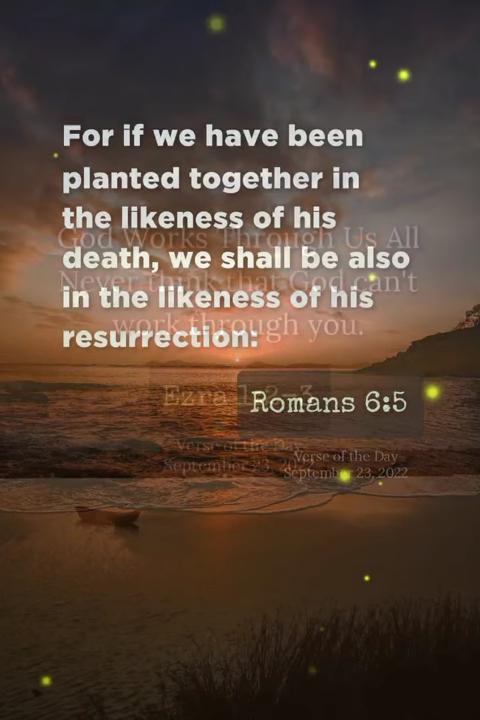 For if we have been
planted together in
the likeness of his
God Works Through Us All
death, we shall be also
Never think that God can't
in the likeness of his
work through you.
resurrection:
Ezra 1:2-3
Romans 6:5
Verse of the Day
September 23, 2022
Verse of the Day
September 23, 2022